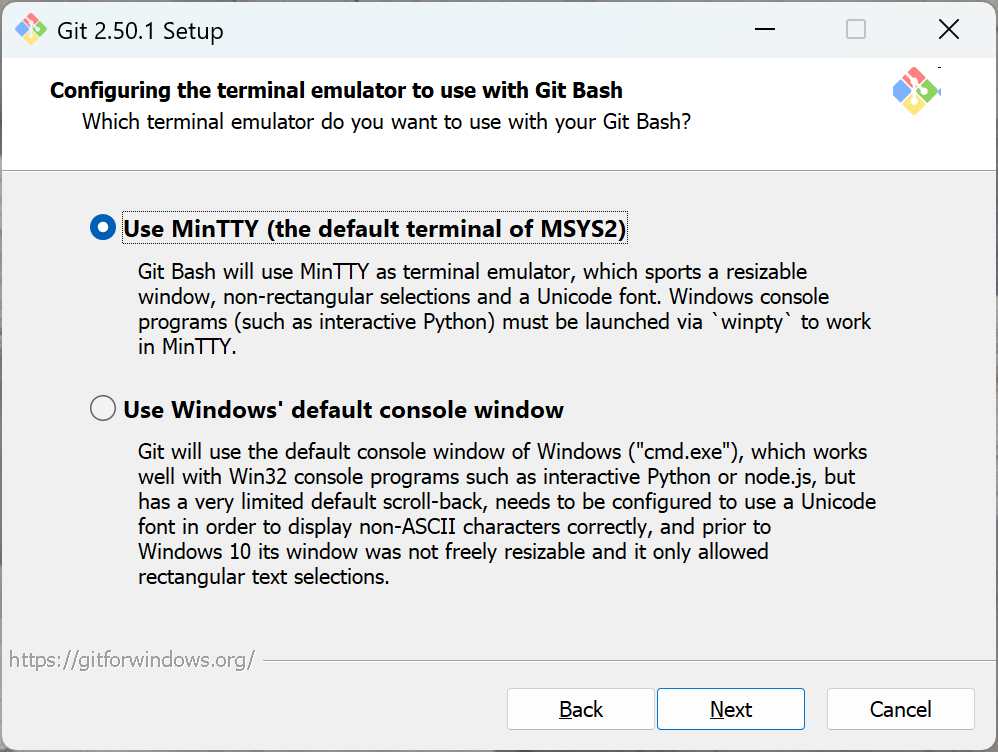 Git 2.50.1 Setup
Configuring the terminal emulator to use with Git Bash
Which terminal emulator do you want to use with your Git Bash?
Use MinTTY (the default terminal of MSYS2)
Git Bash will use MinTTY as terminal emulator, which sports a resizable
window, non-rectangular selections and a Unicode font. Windows console
programs (such as interactive Python) must be launched via `winpty` to work
in MinTTY.
Use Windows' default console window
Git will use the default console window of Windows ("cmd.exe"), which works
well with Win32 console programs such as interactive Python or node.js, but
has a very limited default scroll-back, needs to be configured to use a Unicode
font in order to display non-ASCII characters correctly, and prior to
Windows 10 its window was not freely resizable and it only allowed
rectangular text selections.
https://gitforwindows.org/
Back Next Cancel